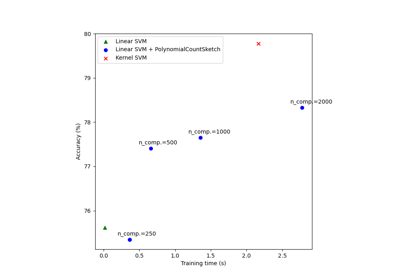 80
79
78
77
76
Accuracy (%)
Linear SVM
Linear SVM + PolynomialCountSketch
Kernel SVM
n_comp.=2000
n_comp.=1000
n_comp.=500
n_comp.=250
0.0 0.5 1.0 1.5 2.0 2.5
Training time (s)